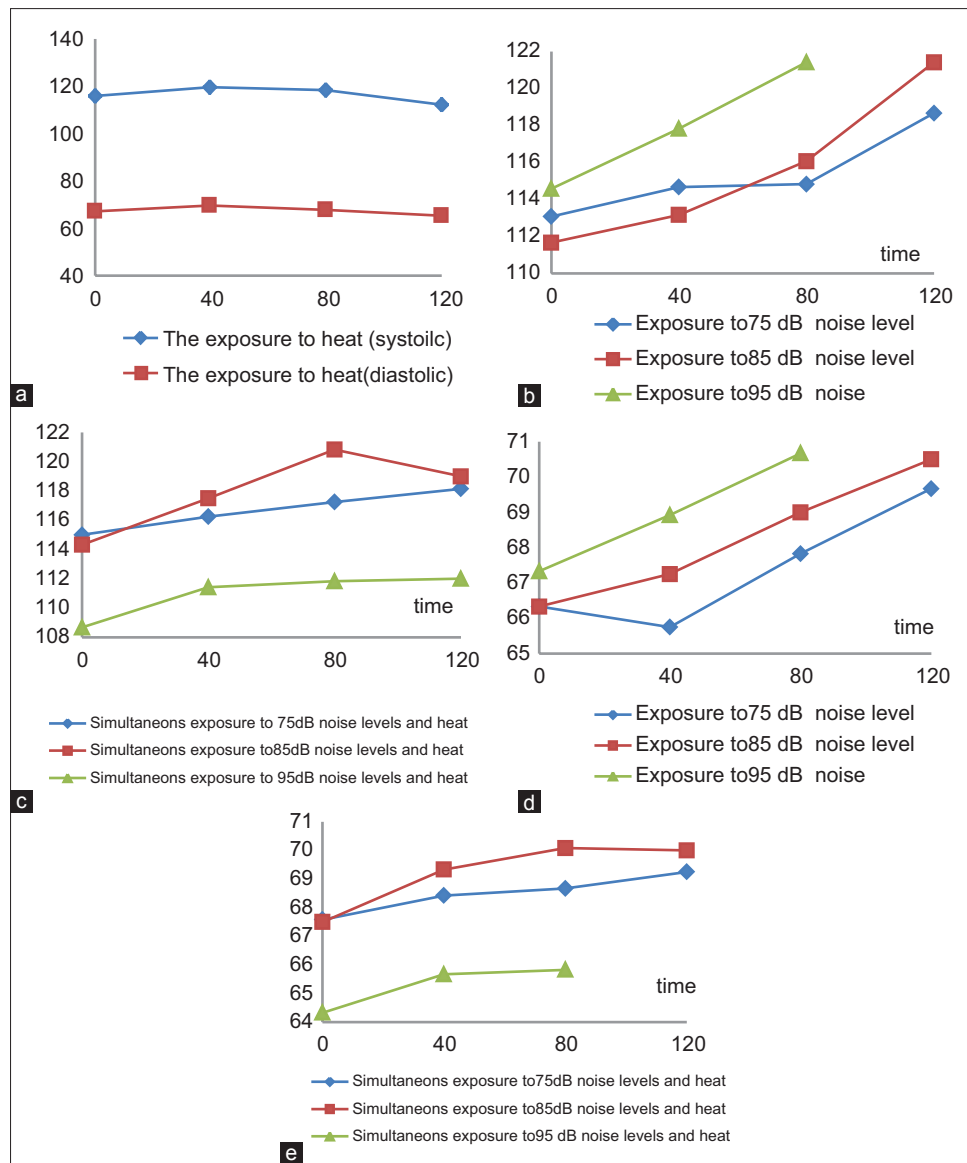 140
120
100
80
60
40
0 40 80 120
The exposure to heat (systoilc)
The exposure to heat(diastolic)
a
122
120
118
116
114
112
110
time
0 40 80 120
Exposure to75 dB noise level
Exposure to85 dB noise level
Exposure to95 dB noise
b
122
120
118
116
114
112
110
108
time
0 40 80 120
Simultaneons exposure to 75dB noise levels and heat
Simultaneons exposure to85dB noise levels and heat
Simultaneons exposure to 95dB noise levels and heat
c
71
70
69
68
67
66
65
time
0 40 80 120
Exposure to75 dB noise level
Exposure to85 dB noise level
Exposure to95 dB noise
d
71
70
69
68
67
66
65
64
time
0 40 80 120
Simultaneons exposure to75dB noise levels and heat
Simultaneons exposure to85dB noise levels and heat
Simultaneons exposure to95 dB noise levels and heat
e